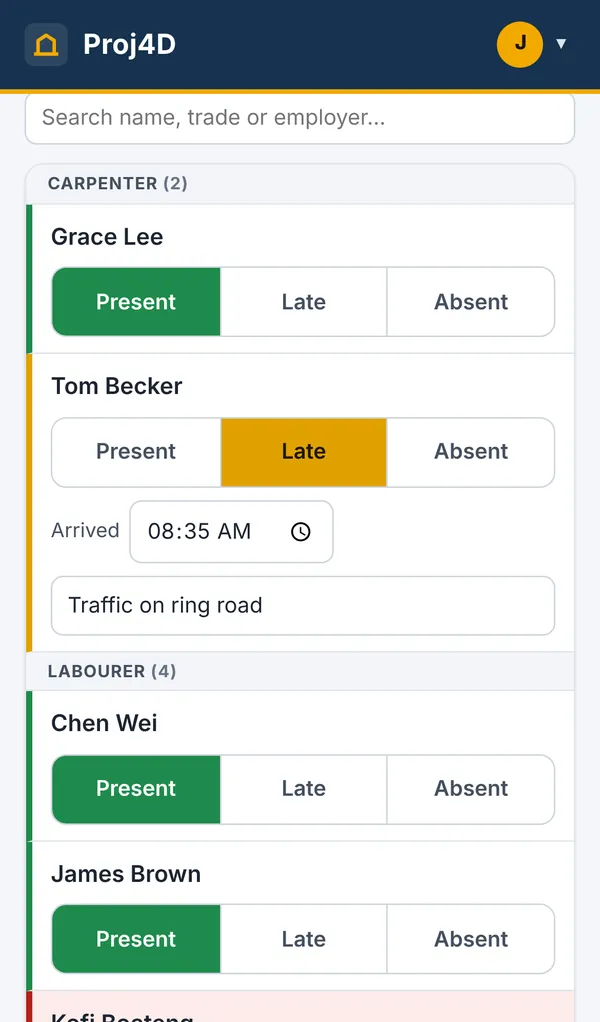 Proj4D
J ▼
Search name, trade or employer...
CARPENTER (2)
Grace Lee
Present Late Absent
Tom Becker
Present Late Absent
Arrived 08:35 AM
Traffic on ring road
LABOURER (4)
Chen Wei
Present Late Absent
James Brown
Present Late Absent
Kofi Boateng